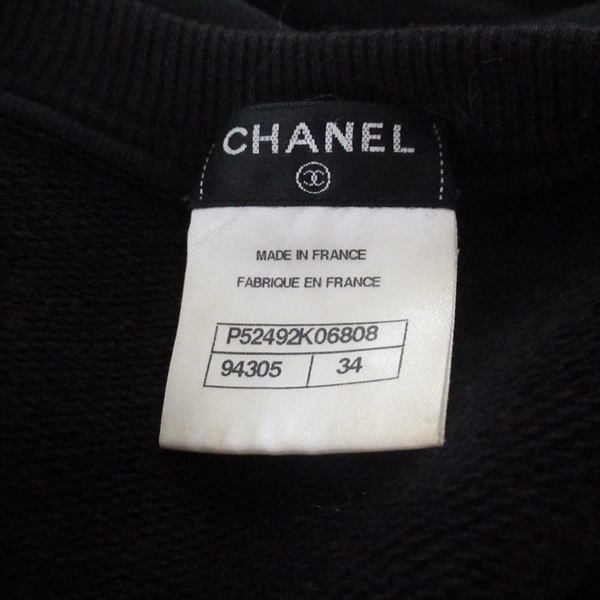 CHANEL
MADE IN FRANCE
FABRIQUE EN FRANCE
P52492K06808
94305 34